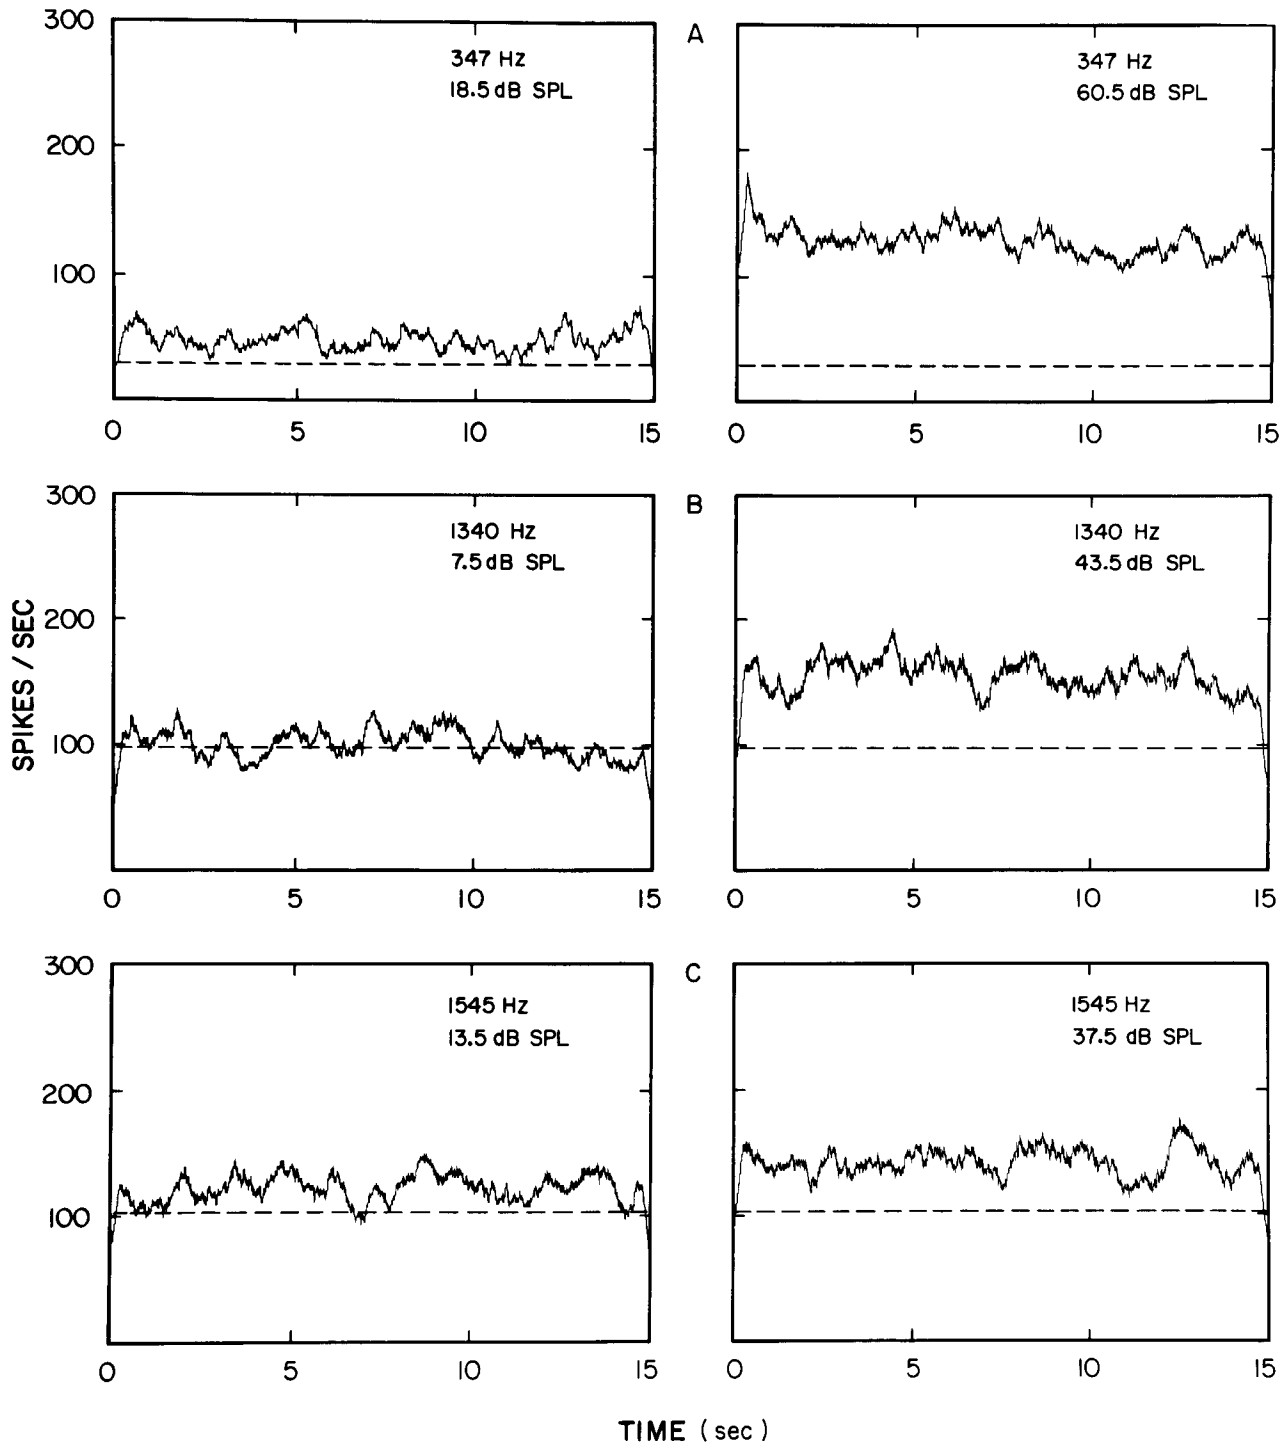 300
200
100
347 Hz
18.5 dB SPL
0 5 10 15
A
347 Hz
60.5 dB SPL
0 5 10 15
300
200
100
1340 Hz
7.5 dB SPL
0 5 10 15
B
1340 Hz
43.5 dB SPL
0 5 10 15
SPIKES / SEC
300
200
100
1545 Hz
13.5 dB SPL
0 5 10 15
C
1545 Hz
37.5 dB SPL
0 5 10 15
TIME (sec)